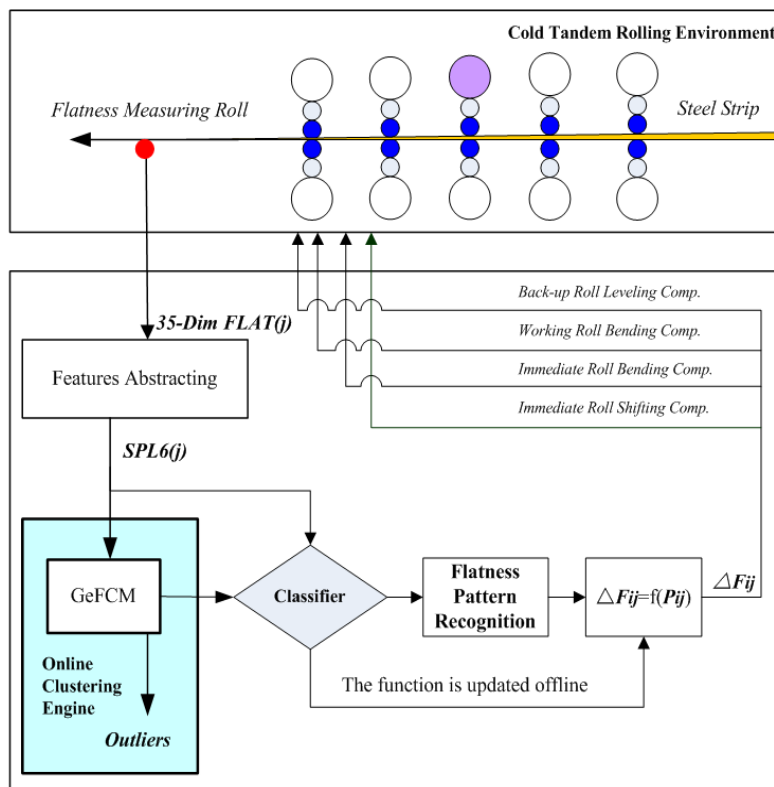 Cold Tandem Rolling Environment
Flatness Measuring Roll
Steel Strip
Back-up Roll Leveling Comp.
35-Dim FLAT(j)
Working Roll Bending Comp.
Immediate Roll Bending Comp.
Features Abstracting
Immediate Roll Shifting Comp.
SPL6(j)
GeFCM
Classifier
Flatness
Pattern
Recognition
△Fij=f(Pij)
△Fij
Online
Clustering
Engine
The function is updated offline
Outliers